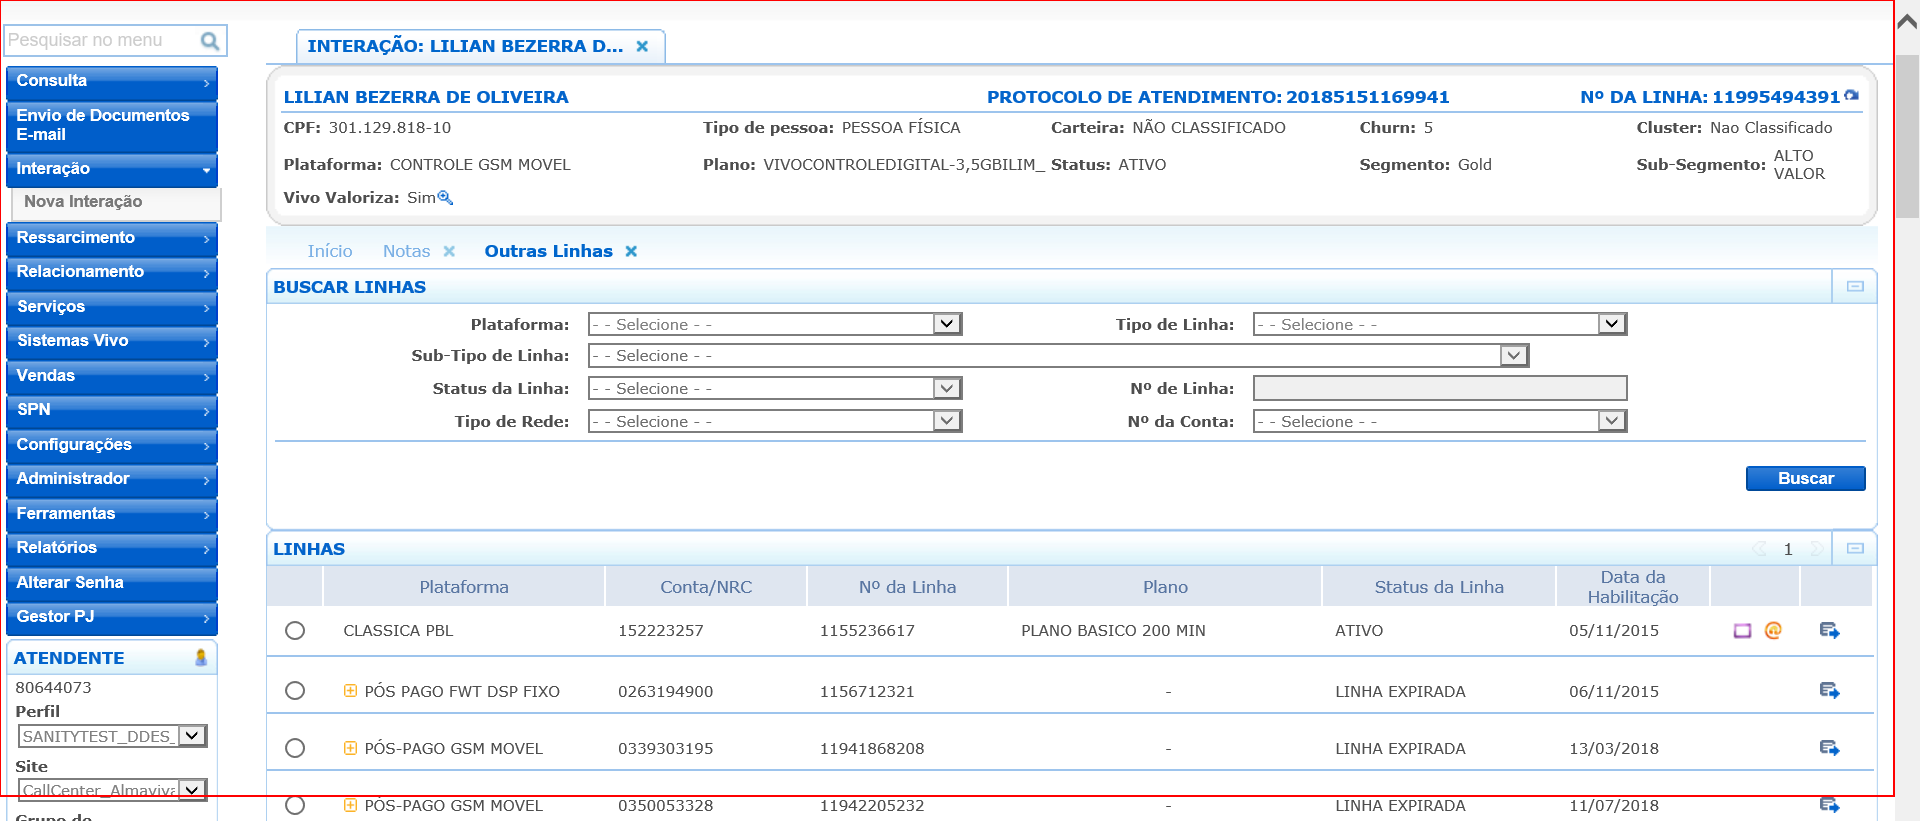 Pesquisar no menu
Consulta
Envio de Documentos
E-mail
Interação
Nova Interação
Ressarcimento
Relacionamento
Serviços
Sistemas Vivo
Vendas
SPN
Configurações
Administrador
Ferramentas
Relatórios
Alterar Senha
Gestor PJ
ATENDENTE
80644073
Perfil
SANITYTEST_DDES_
Site
CallCenter_Almaviva
Grupo de
INTERAÇÃO: LILIAN BEZERRA D...
LILIAN BEZERRA DE OLIVEIRA PROTOCOLO DE ATENDIMENTO: 20185151169941 Nº DA LINHA: 11995494391
CPF: 301.129.818-10 Tipo de pessoa: PESSOA FÍSICA Carteira: NÃO CLASSIFICADO Churn: 5 Cluster: Nao Classificado
Plataforma: CONTROLE GSM MOVEL Plano: VIVOCONTROLEDIGITAL-3,5GBILIM_ Status: ATIVO Segmento: Gold Sub-Segmento: ALTO VALOR
Vivo Valoriza: Sim
Início Notas Outras Linhas
BUSCAR LINHAS
Plataforma: - - Selecione - - Tipo de Linha: - - Selecione - -
Sub-Tipo de Linha: - - Selecione - -
Status da Linha: - - Selecione - - Nº de Linha:
Tipo de Rede: - - Selecione - - Nº da Conta: - - Selecione - -
Buscar
LINHAS 1
Plataforma Conta/NRC Nº da Linha Plano Status da Linha Data da Habilitação
CLASSICA PBL 152223257 1155236617 PLANO BASICO 200 MIN ATIVO 05/11/2015
PÓS PAGO FWT DSP FIXO 0263194900 1156712321 - LINHA EXPIRADA 06/11/2015
PÓS-PAGO GSM MOVEL 0339303195 11941868208 - LINHA EXPIRADA 13/03/2018
PÓS-PAGO GSM MOVEL 0350053328 11942205232 - LINHA EXPIRADA 11/07/2018